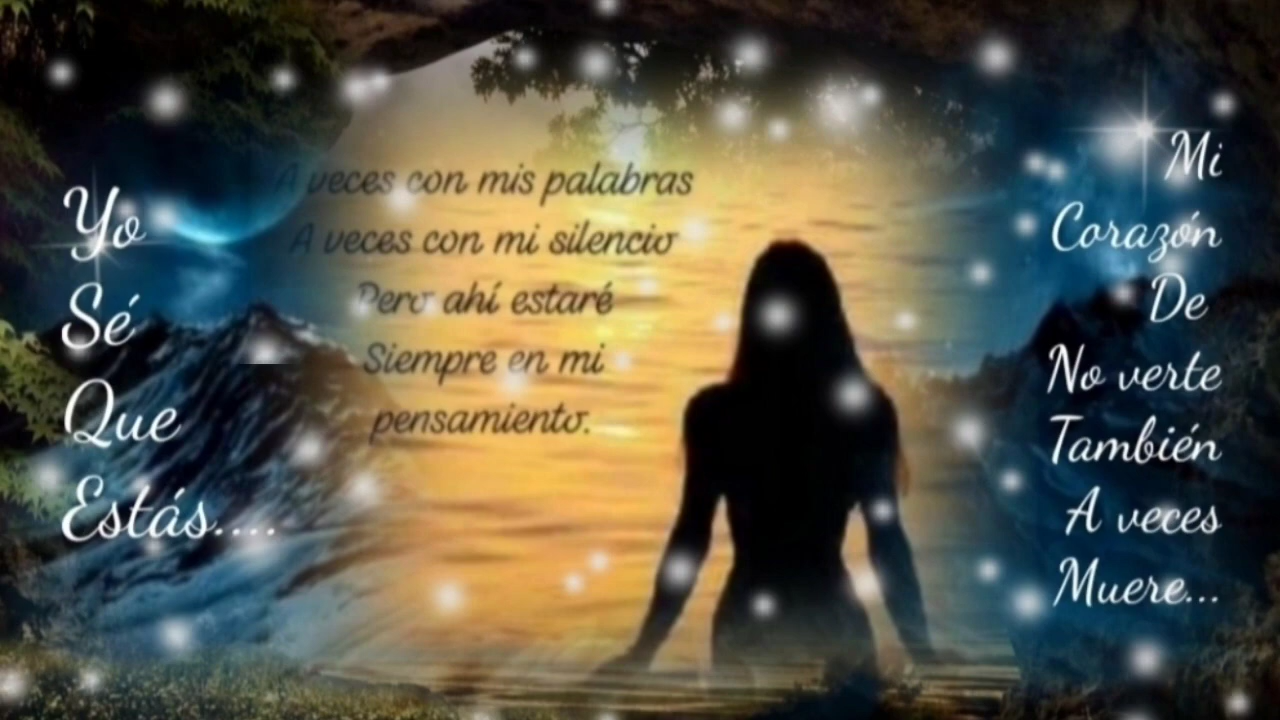 Yo
Sé
Que
Estás....
A veces con mis palabras
A veces con mi silencio
Pero ahí estaré
Siempre en mi
pensamiento.
Mi
Corazón
De
No verte
También
A veces
Muere...